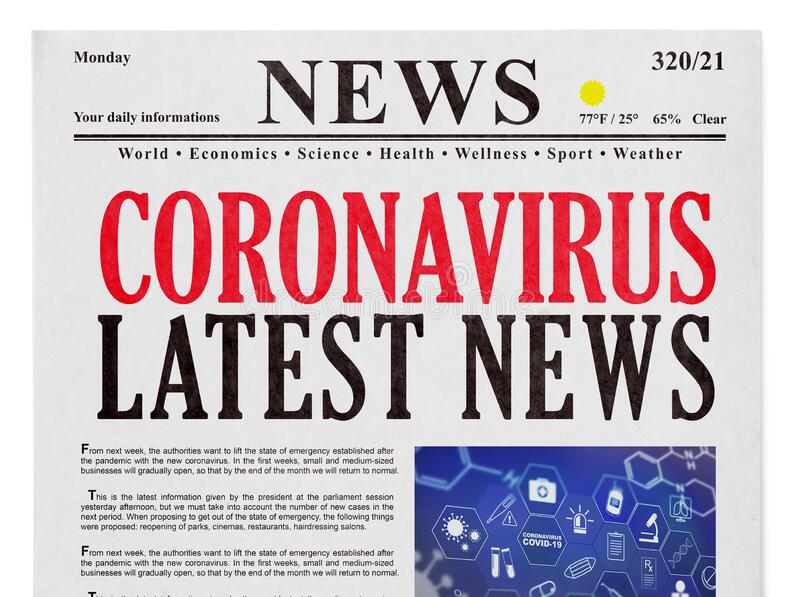 Monday
NEWS
320/21
Your daily informations
77°F / 25° 65% Clear
World • Economics • Science • Health • Wellness • Sport • Weather
CORONAVIRUS
LATEST NEWS
From next week, the authorities want to lift the state of emergency established after
the pandemic with the new coronavirus. In the first weeks, small and medium-sized
businesses will gradually open, so that by the end of the month we will return to normal.
This is the latest information given by the president at the parliament session
yesterday afternoon, but we must take into account the number of new cases in the
next period. When proposing to get out of the state of emergency, the following things
were proposed: reopening of parks, cinemas, restaurants, hairdressing salons.
From next week, the authorities want to lift the state of emergency established after
the pandemic with the new coronavirus. In the first weeks, small and medium-sized
businesses will gradually open, so that by the end of the month we will return to normal.
CORONAVIRUS
COVID-19
Rx
dreamstime.com